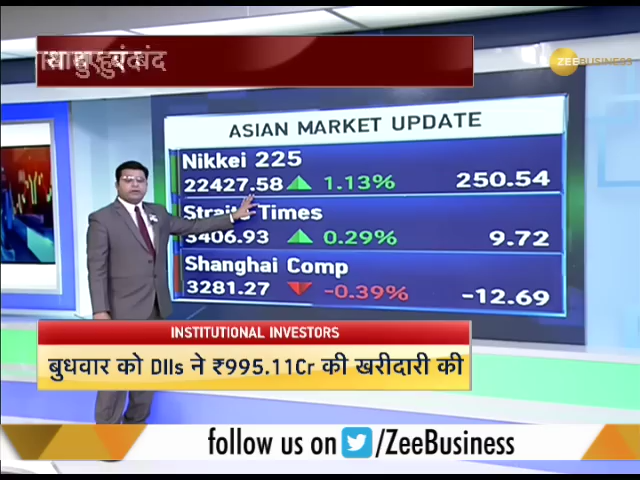 ZEEBUSINESS
ASIAN MARKET UPDATE
Nikkei 225
22427.58 1.13% 250.54
Straits Times
3406.93 0.29% 9.72
Shanghai Comp
3281.27 -0.39% -12.69
INSTITUTIONAL INVESTORS
बुधवार को DIIs ने ₹995.11Cr की खरीदारी की
follow us on /ZeeBusiness